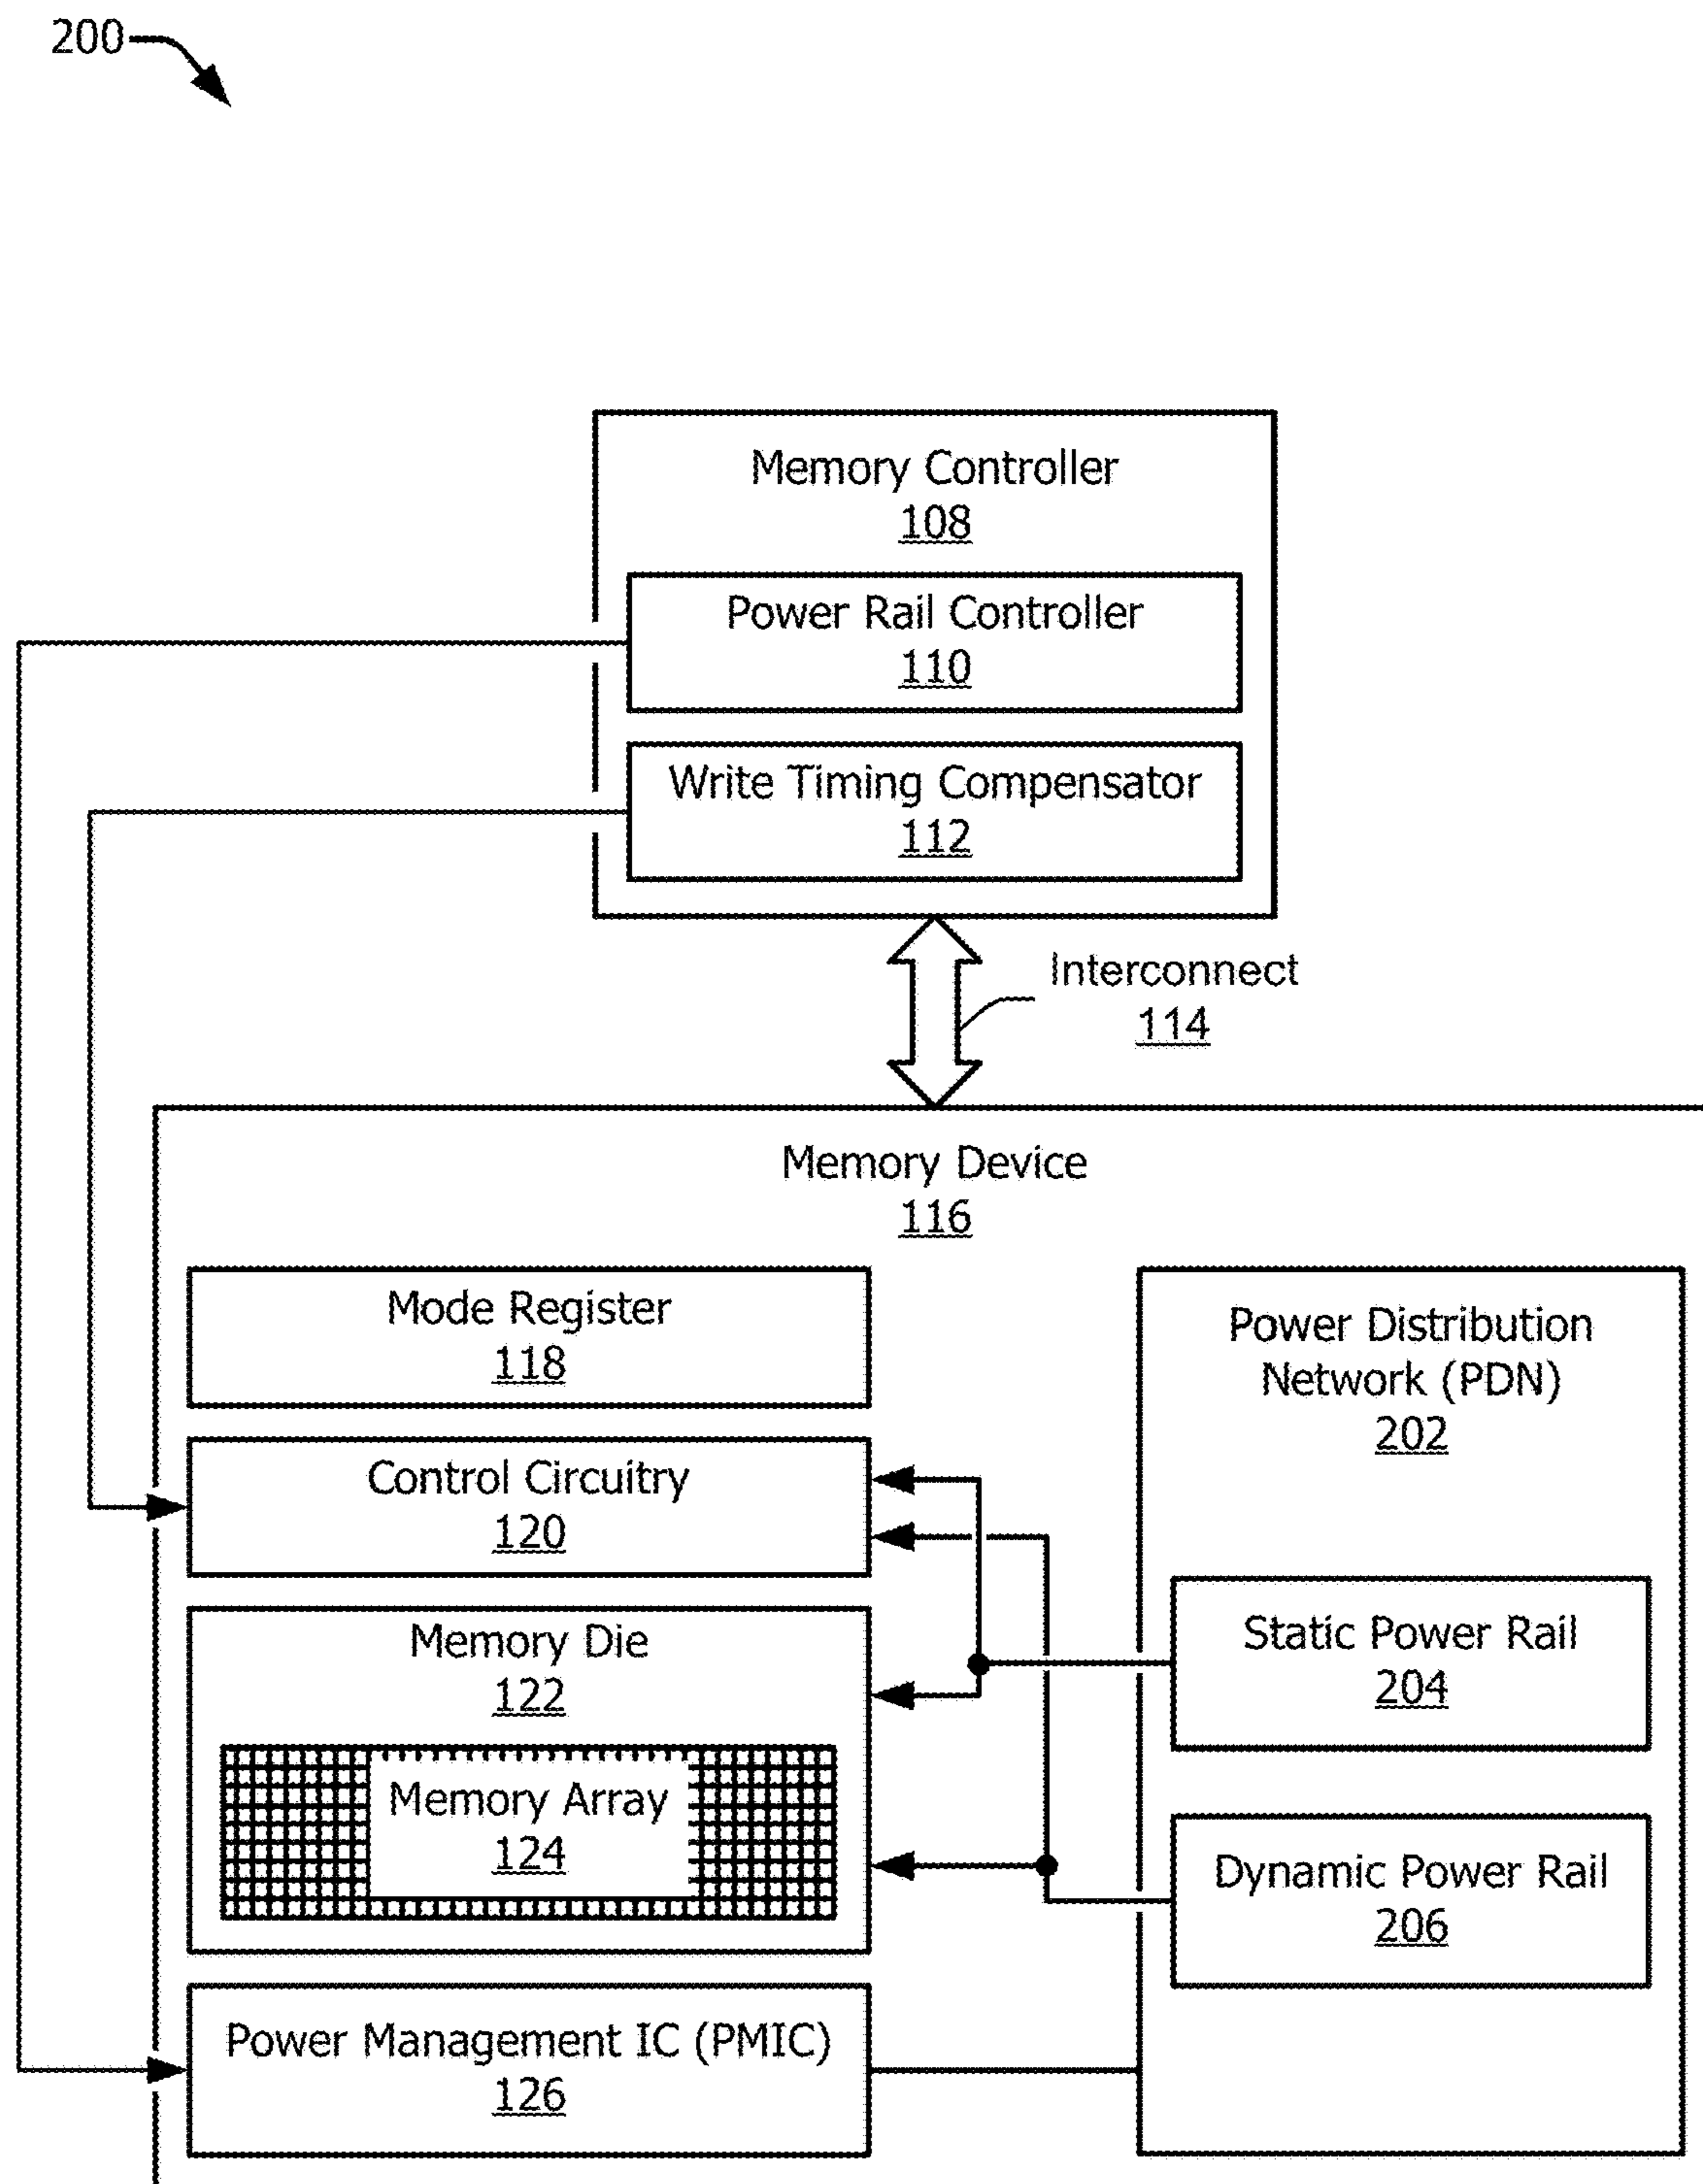 200
Memory Controller
108
Power Rail Controller
110
Write Timing Compensator
112
Interconnect
114
Memory Device
116
Mode Register
118
Control Circuitry
120
Memory Die
122
Memory Array
124
Power Management IC (PMIC)
126
Power Distribution
Network (PDN)
202
Static Power Rail
204
Dynamic Power Rail
206